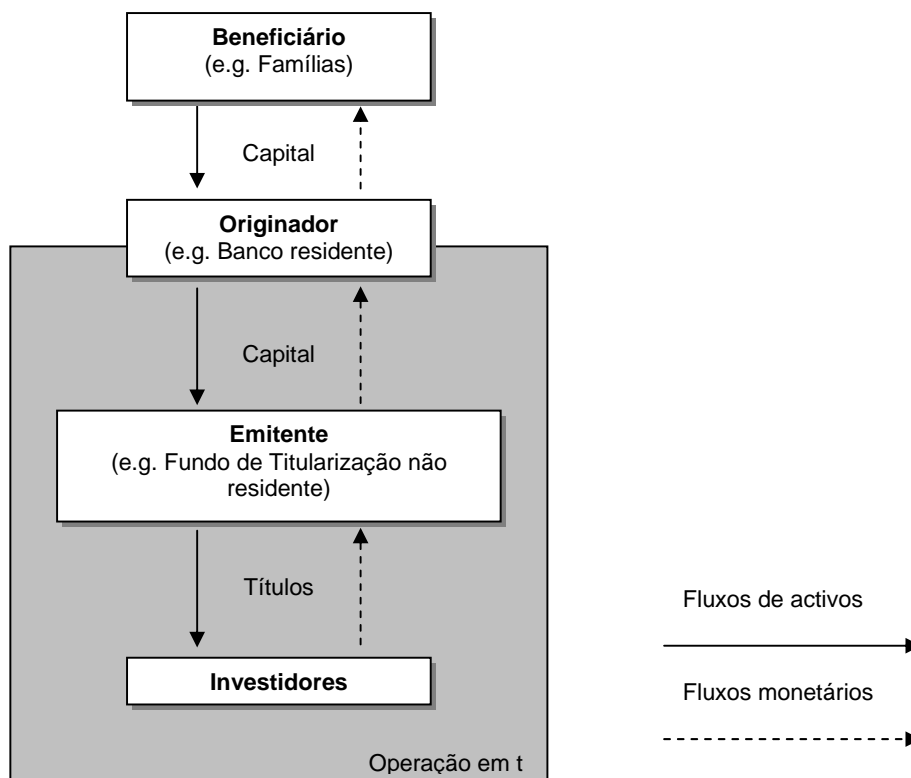 Beneficiário
(e.g. Famílias)
Capital
Originador
(e.g. Banco residente)
Capital
Emitente
(e.g. Fundo de Titularização não
residente)
Títulos
Investidores
Operação em t
Fluxos de activos
Fluxos monetários